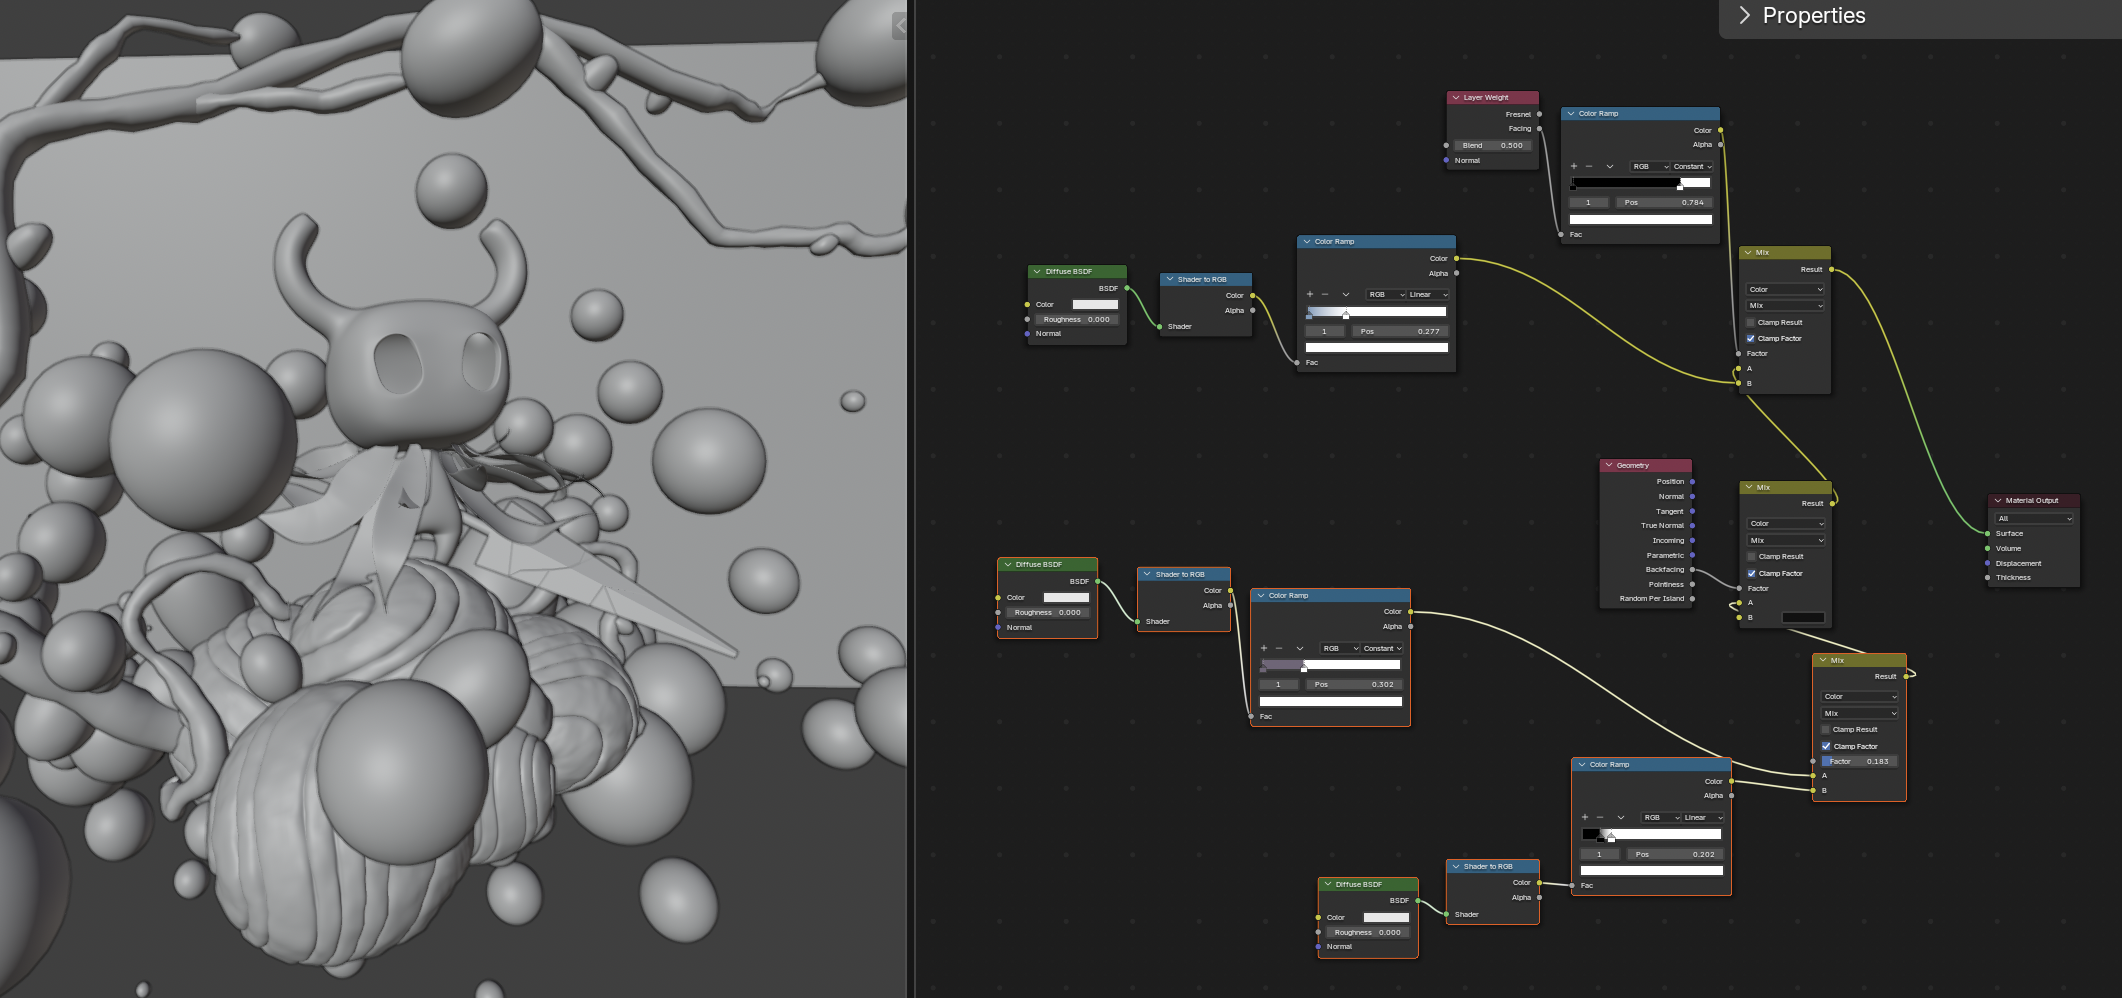 Properties
Layer Weight
Fresnel
Facing
Blend 0.500
Normal
Color Ramp
Color
Alpha
RGB Constant
1 Pos 0.784
Fac
Color Ramp
Color
Alpha
RGB Linear
1 Pos 0.277
Fac
Diffuse BSDF
BSDF
Color
Roughness 0.000
Normal
Shader to RGB
Color
Alpha
Shader
Mix
Result
Color
Mix
Clamp Result
Clamp Factor
Factor
A
B
Geometry
Position
Normal
Tangent
True Normal
Incoming
Parametric
Backfacing
Pointiness
Random Per Island
Mix
Result
Color
Mix
Clamp Result
Clamp Factor
Factor
A
B
Material Output
All
Surface
Volume
Displacement
Thickness
Diffuse BSDF
BSDF
Color
Roughness 0.000
Normal
Shader to RGB
Color
Alpha
Shader
Color Ramp
Color
Alpha
RGB Constant
1 Pos 0.302
Fac
Mix
Result
Color
Mix
Clamp Result
Clamp Factor
Factor 0.183
A
B
Color Ramp
Color
Alpha
RGB Linear
1 Pos 0.202
Fac
Shader to RGB
Color
Alpha
Shader
Diffuse BSDF
BSDF
Color
Roughness 0.000
Normal